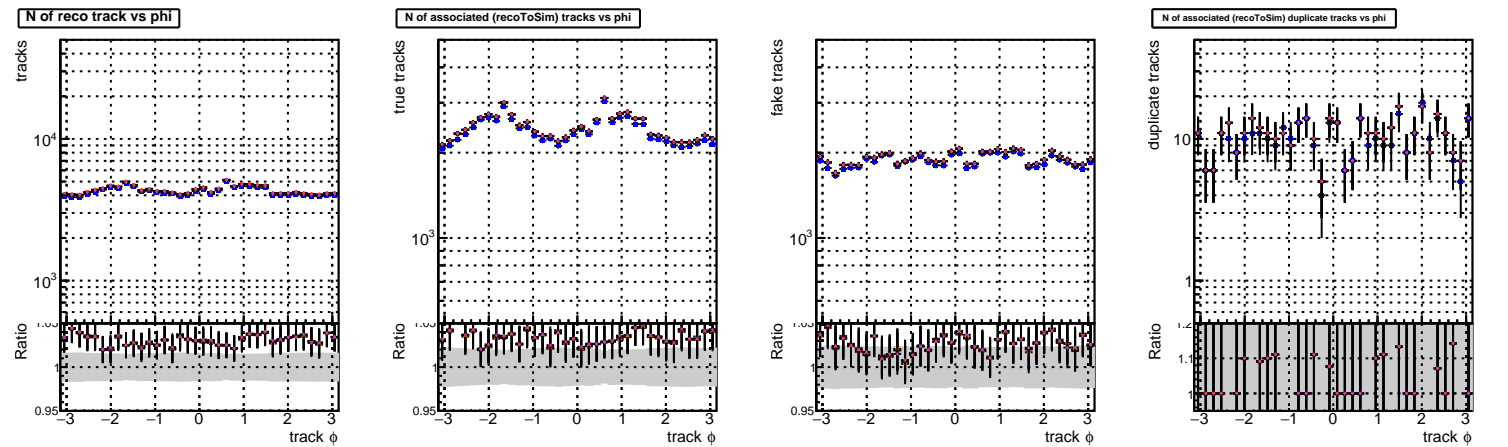 N of reco track vs phi
tracks
10⁴
10³
Ratio
1
0.95
−3 −2 −1 0 1 2 3
track ϕ
N of associated (recoToSim) tracks vs phi
true tracks
10³
Ratio
1
0.95
−3 −2 −1 0 1 2 3
track ϕ
fake tracks
10³
Ratio
1
0.95
−3 −2 −1 0 1 2 3
track ϕ
N of associated (recoToSim) duplicate tracks vs phi
duplicate tracks
10
1
Ratio
1.2
1.1
1
−3 −2 −1 0 1 2 3
track ϕ